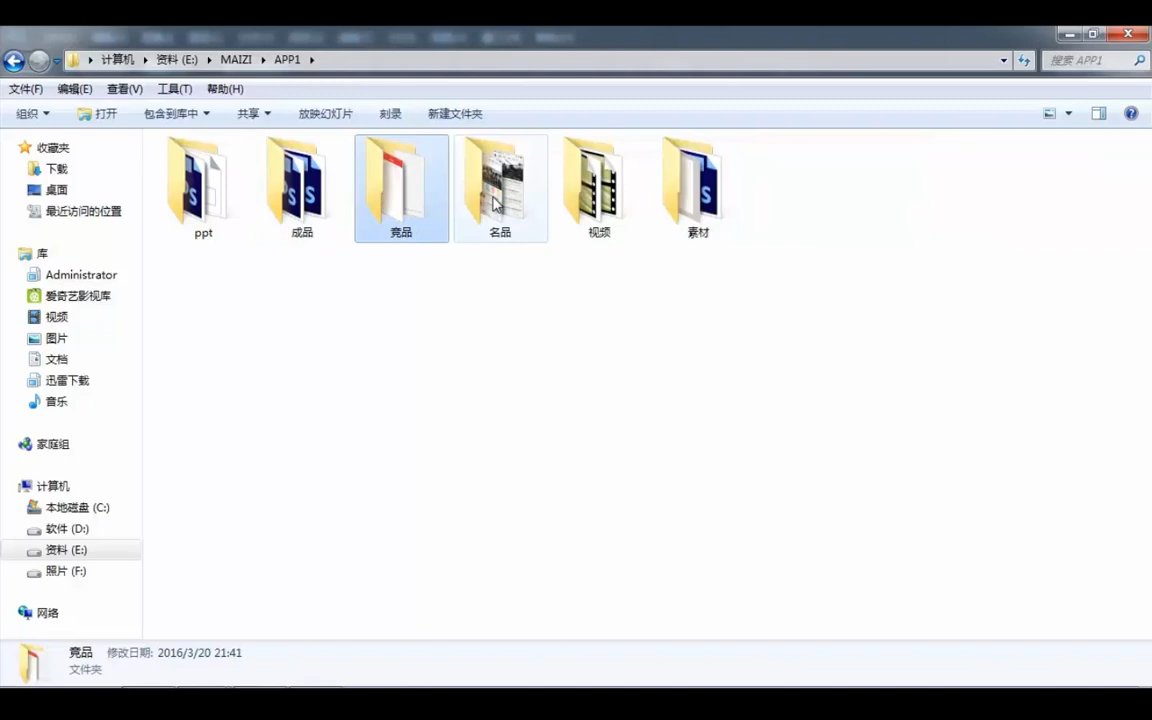 计算机 资料 (E:) MAIZI APP1
搜索 APP1
文件(F) 编辑(E) 查看(V) 工具(T) 帮助(H)
组织 打开 包含到库中 共享 放映幻灯片 刻录 新建文件夹
收藏夹
下载
桌面
最近访问的位置
库
Administrator
爱奇艺影视库
视频
图片
文档
迅雷下载
音乐
家庭组
计算机
本地磁盘 (C:)
软件 (D:)
资料 (E:)
照片 (F:)
网络
ppt 成品 竞品 名品 视频 素材
竞品 修改日期: 2016/3/20 21:41
文件夹